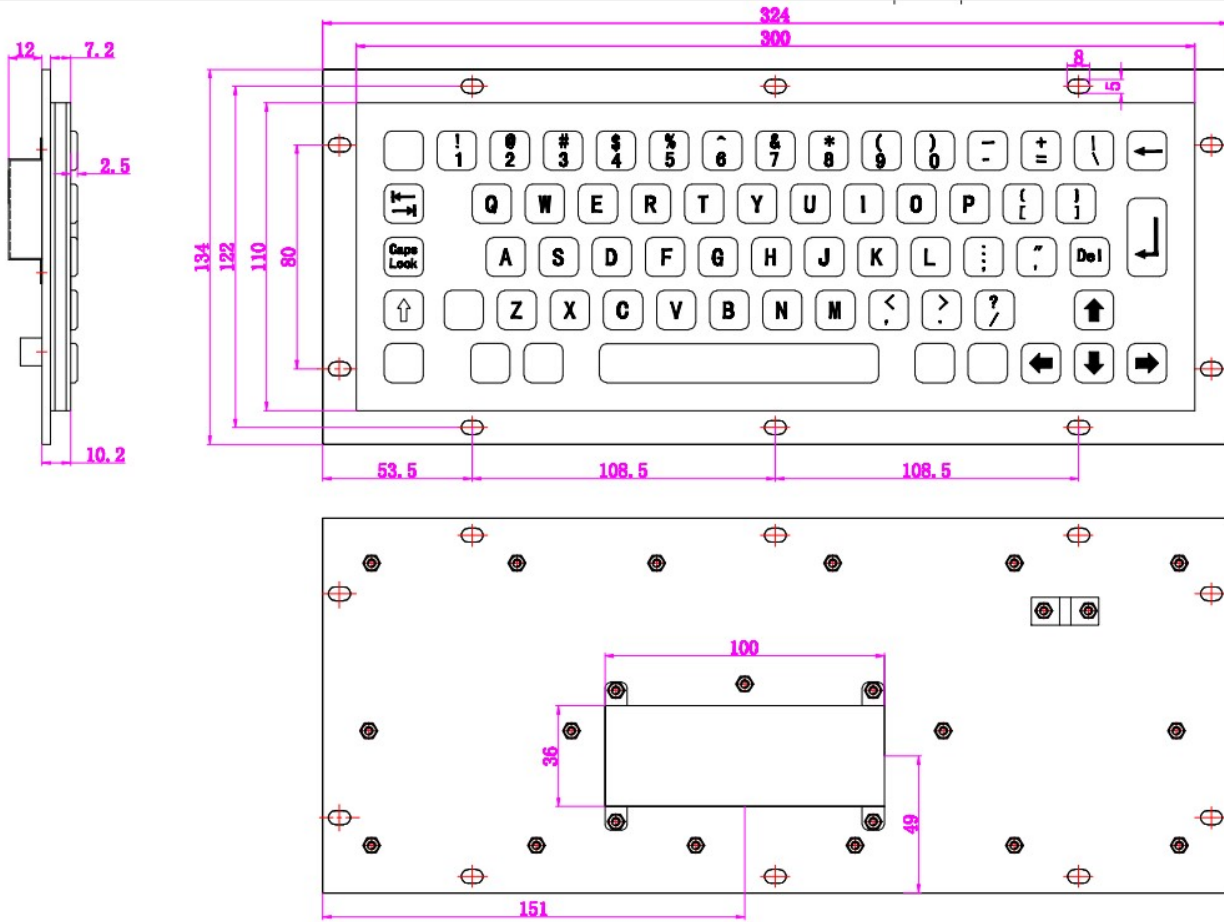 324
300
12 7.2
8
5
2.5
134
122
110
80
! @ # $ % ^ & * ( ) — + |
1 2 3 4 5 6 7 8 9 0 - = \
Q W E R T Y U I O P { }
[ ]
Caps
Look
A S D F G H J K L : " Del
; '
Z X C V B N M < > ?
, . /
10.2
53.5 108.5 108.5
100
36
49
151